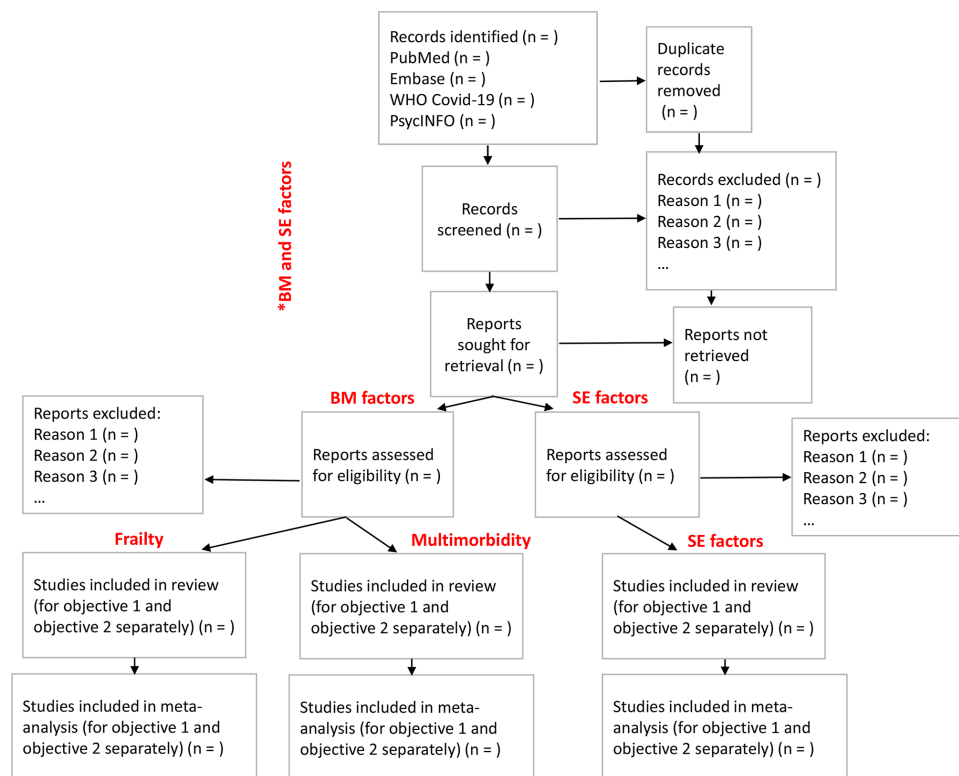 Records identified (n = )
PubMed (n = )
Embase (n = )
WHO Covid-19 (n = )
PsycINFO (n = )
Duplicate
records
removed
(n = )
*BM and SE factors
Records
screened (n = )
Records excluded (n = )
Reason 1 (n = )
Reason 2 (n = )
Reason 3 (n = )
…
Reports
sought for
retrieval (n = )
Reports not
retrieved
(n = )
BM factors
SE factors
Reports excluded:
Reason 1 (n = )
Reason 2 (n = )
Reason 3 (n = )
…
Reports assessed
for eligibility (n = )
Reports assessed
for eligibility (n = )
Reports excluded:
Reason 1 (n = )
Reason 2 (n = )
Reason 3 (n = )
…
Frailty
Multimorbidity
SE factors
Studies included in review
(for objective 1 and
objective 2 separately) (n = )
Studies included in review
(for objective 1 and
objective 2 separately) (n = )
Studies included in review
(for objective 1 and
objective 2 separately) (n = )
Studies included in meta-
analysis (for objective 1 and
objective 2 separately) (n = )
Studies included in meta-
analysis (for objective 1 and
objective 2 separately) (n = )
Studies included in meta-
analysis (for objective 1 and
objective 2 separately) (n = )